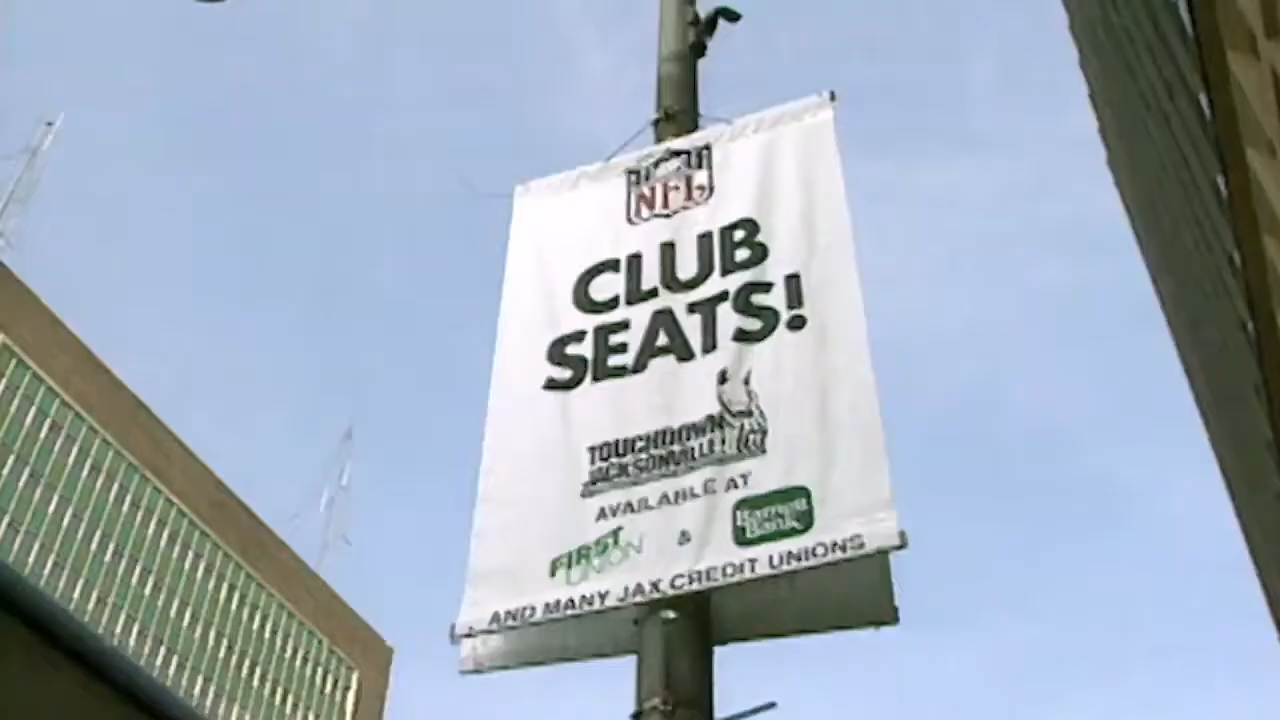 NFL
CLUB
SEATS!
TOUCHDOWN
JACKSONVILLE!
AVAILABLE AT
FIRST
UNION
&
Barnett
Bank
AND MANY JAX CREDIT UNIONS